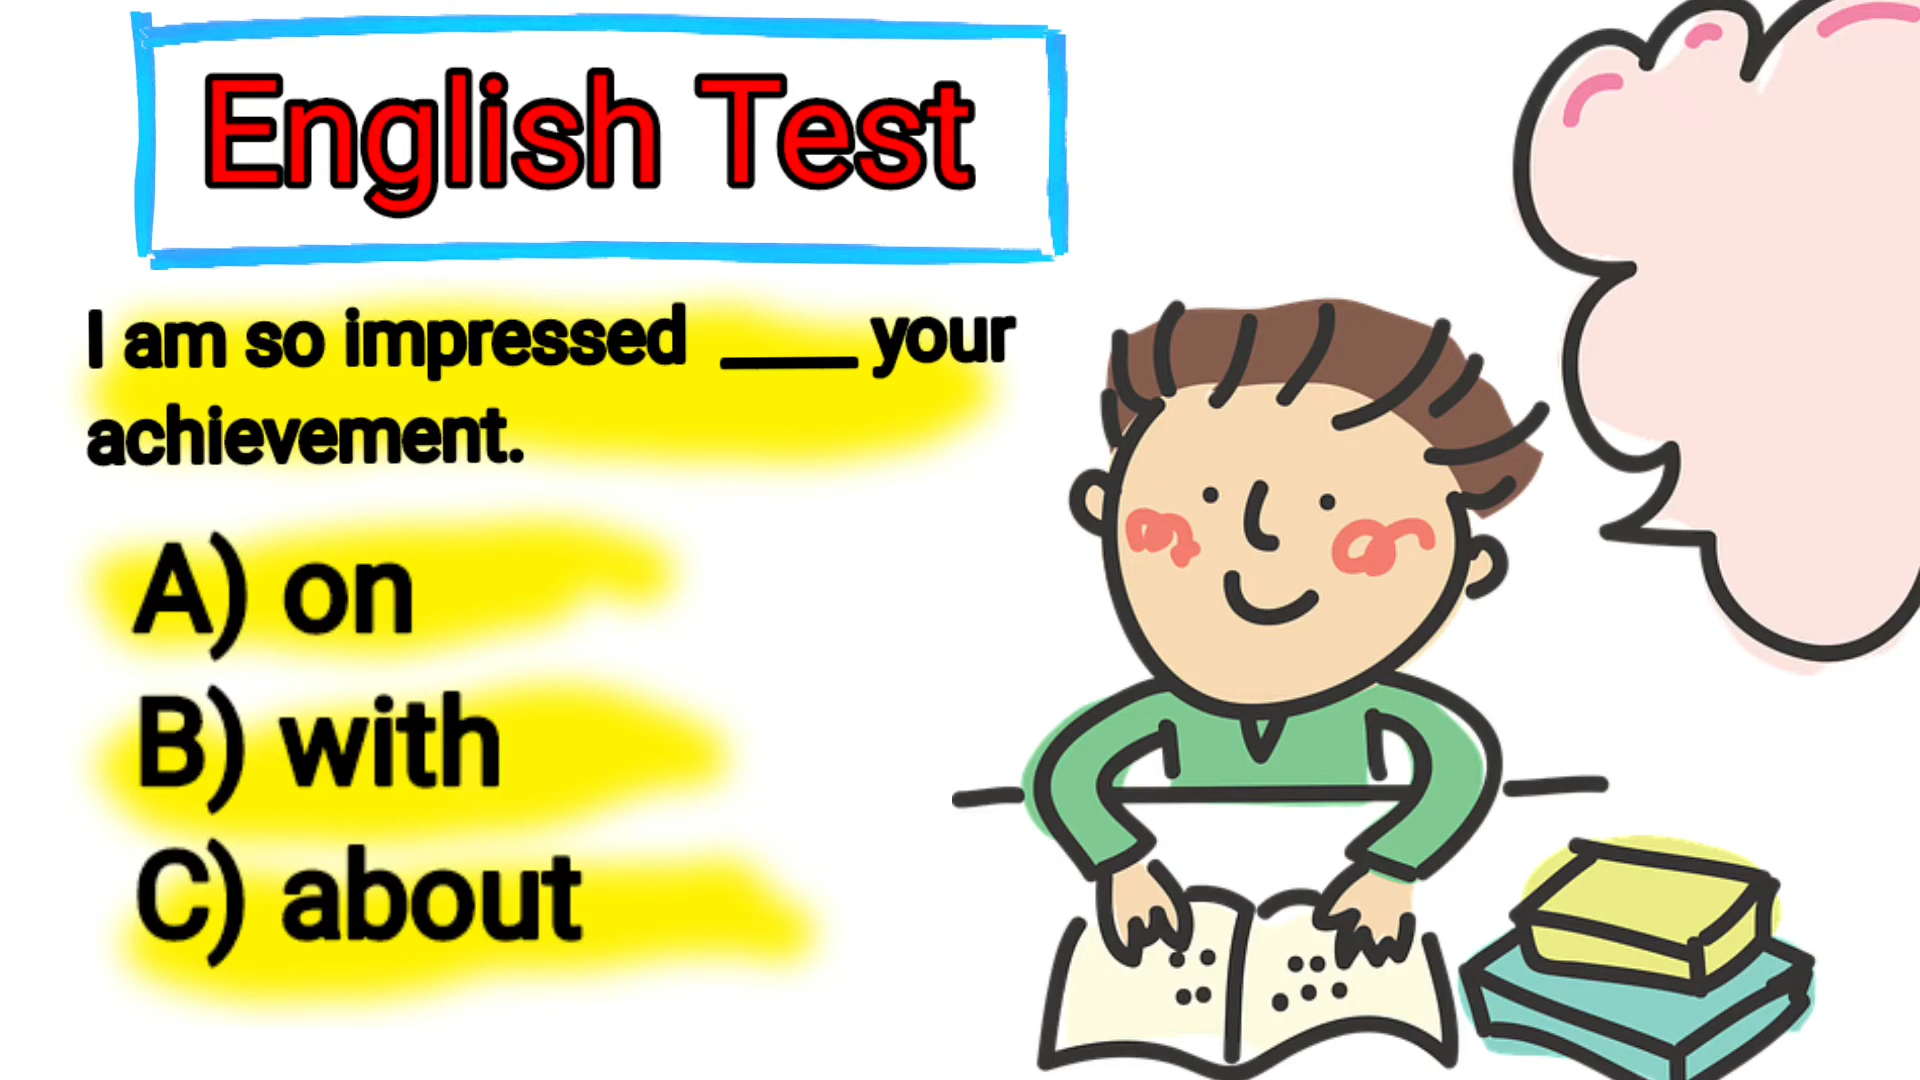 English Test
I am so impressed ____ your
achievement.
A) on
B) with
C) about